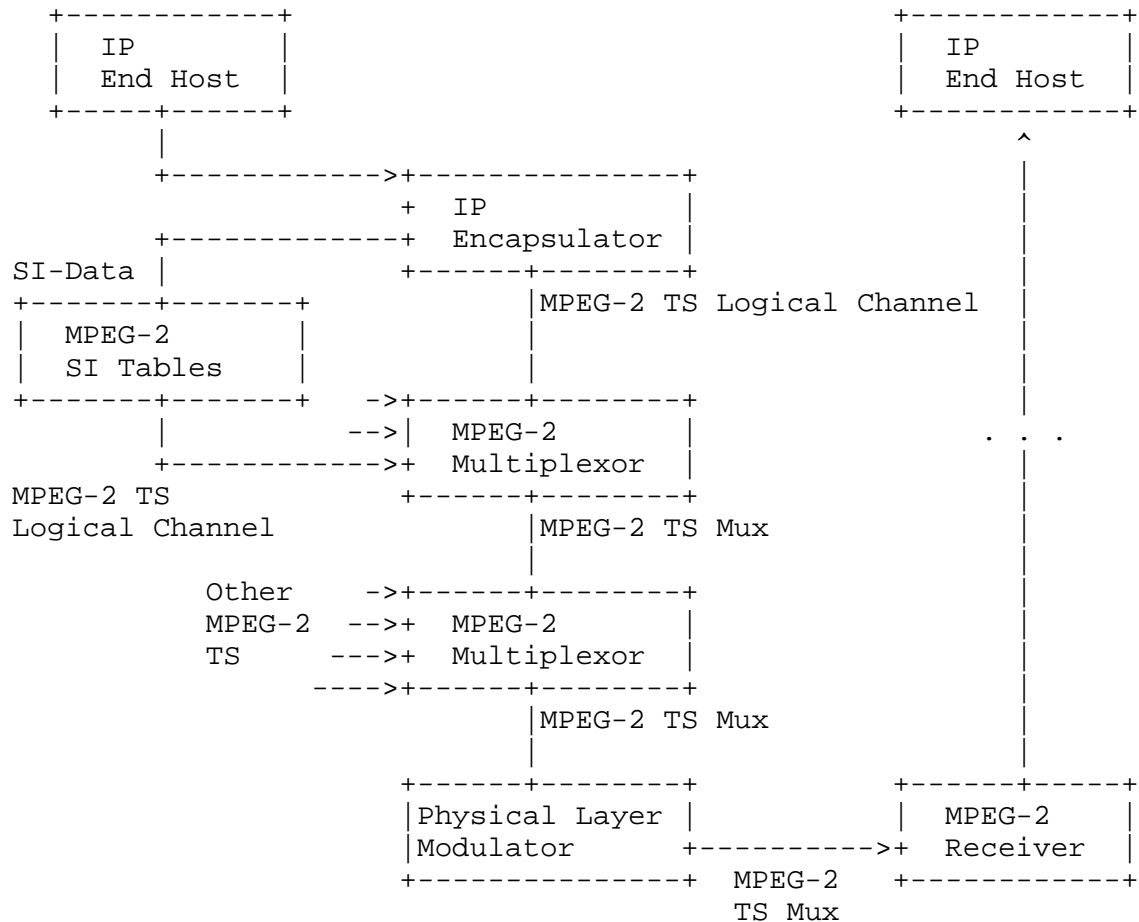 IP IP
End Host End Host
IP
Encapsulator
SI-Data
MPEG-2 TS Logical Channel
MPEG-2
SI Tables
MPEG-2
. . .
Multiplexor
MPEG-2 TS
Logical Channel MPEG-2 TS Mux
Other
MPEG-2 MPEG-2
TS Multiplexor
MPEG-2 TS Mux
Physical Layer MPEG-2
Modulator Receiver
MPEG-2
TS Mux